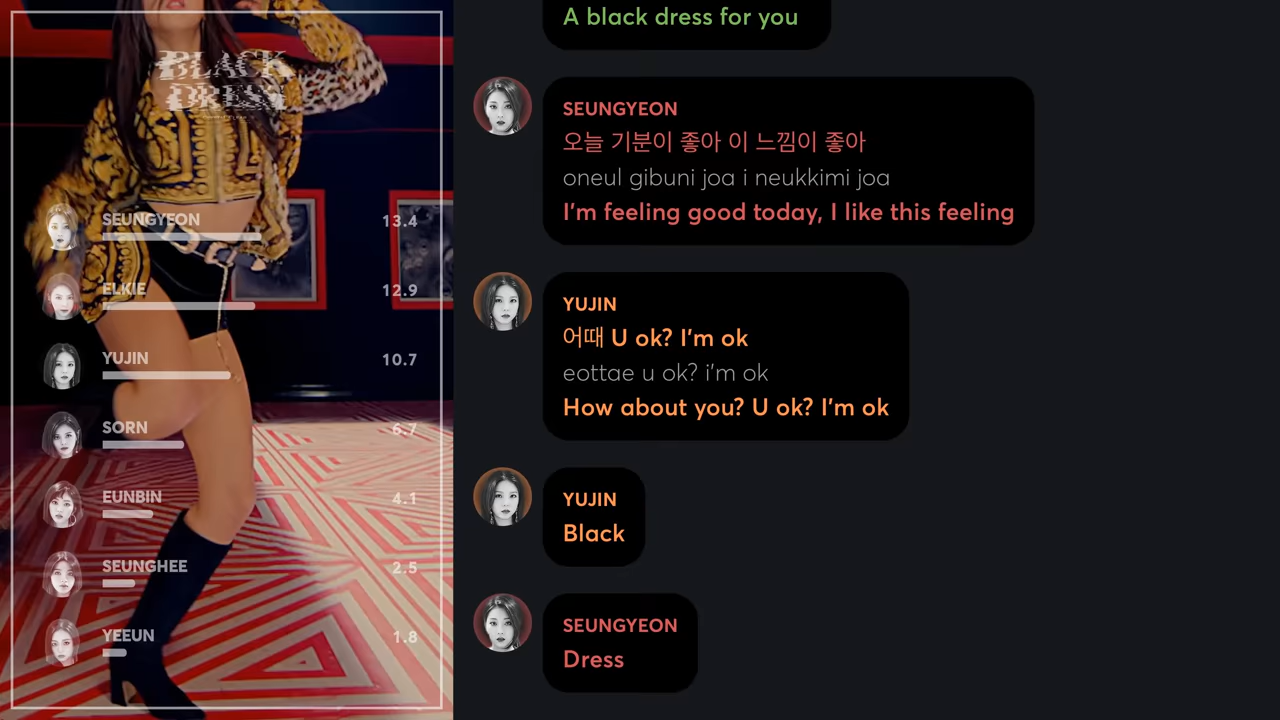 BLACK
DRESS
SEUNGYEON 13.4
ELKIE 12.9
YUJIN 10.7
SORN 6.7
EUNBIN 4.1
SEUNGHEE 2.5
YEEUN 1.8
A black dress for you
SEUNGYEON
오늘 기분이 좋아 이 느낌이 좋아
oneul gibuni joa i neukkimi joa
I'm feeling good today, I like this feeling
YUJIN
어때 U ok? I'm ok
eottae u ok? i'm ok
How about you? U ok? I'm ok
YUJIN
Black
SEUNGYEON
Dress